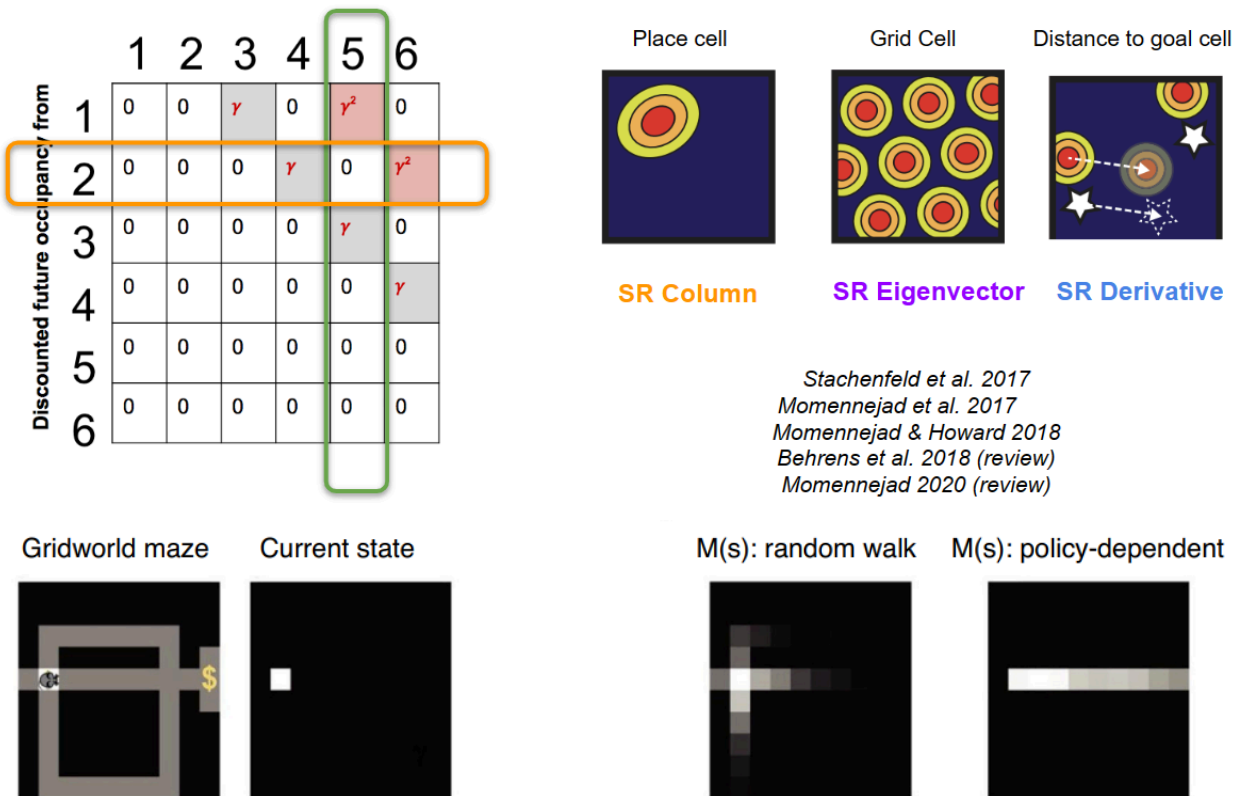 1 2 3 4 5 6
Discounted future occupancy from
1 0 0 γ 0 γ² 0
2 0 0 0 γ 0 γ²
3 0 0 0 0 γ 0
4 0 0 0 0 0 γ
5 0 0 0 0 0 0
6 0 0 0 0 0 0
Place cell Grid Cell Distance to goal cell
SR Column SR Eigenvector SR Derivative
Stachenfeld et al. 2017
Momennejad et al. 2017
Momennejad & Howard 2018
Behrens et al. 2018 (review)
Momennejad 2020 (review)
Gridworld maze Current state M(s): random walk M(s): policy-dependent
$
γ